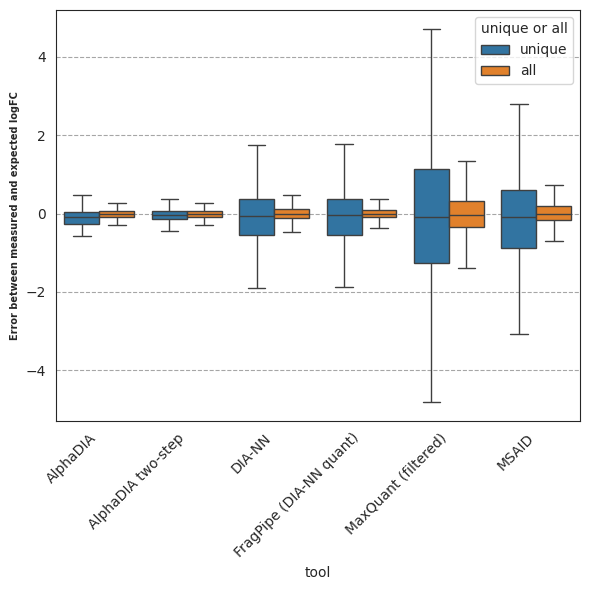 unique or all
unique
all
4
2
0
−2
−4
Error between measured and expected logFC
AlphaDIA
AlphaDIA two-step
DIA-NN
FragPipe (DIA-NN quant)
MaxQuant (filtered)
MSAID
tool